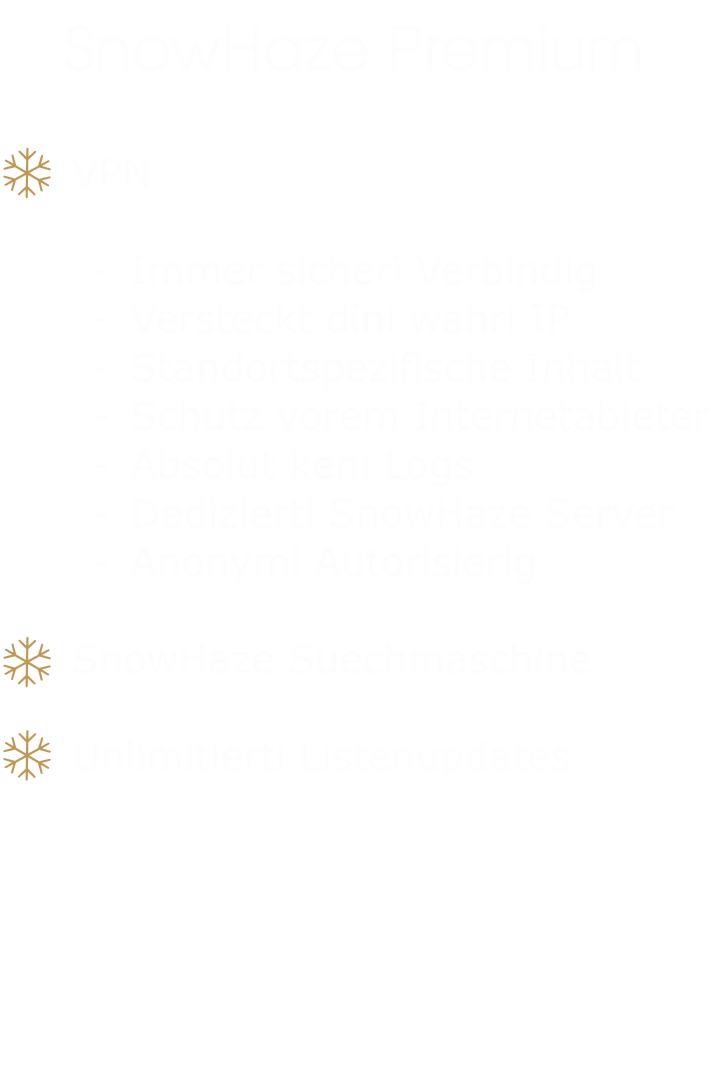 SnowHaze Premium
VPN
- Immer sicheri Verbindig
- Versteckt dini wahri IP
- Standortspezifische Inhalt
- Schutz vorem Internetabieter
- Absolut keni Logs
- Dedizierti SnowHaze Server
- Anonymi Autorisierig
SnowHaze Suechmaschine
Unlimitierti Listenupdates